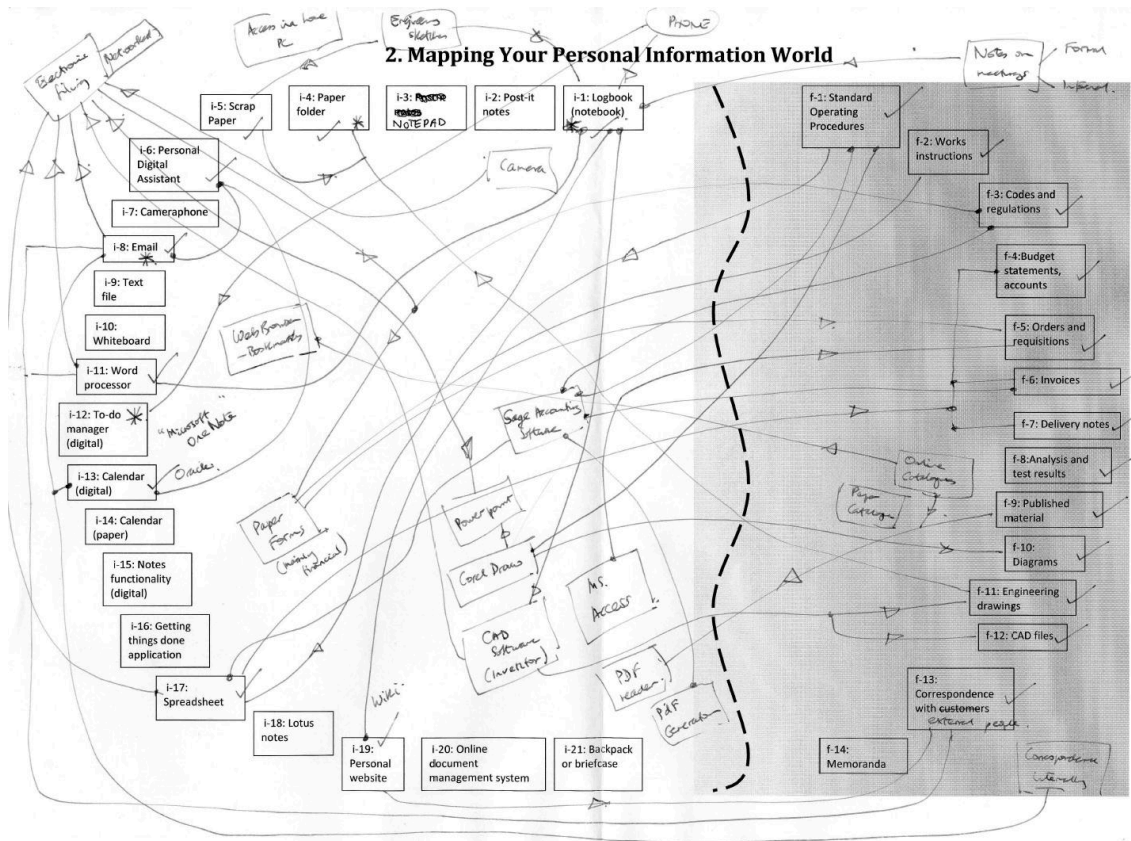 2. Mapping Your Personal Information World
Electronic
Filing
(Networked)
Access via home
PC
Engineering
Sketches
PHONE
Notes on
meetings
Formal
Internal.
i-5: Scrap
Paper
i-4: Paper
folder
i-3:
NOTEPAD
i-2: Post-it
notes
i-1: Logbook
(notebook)
f-1: Standard
Operating
Procedures
f-2: Works
instructions
i-6: Personal
Digital
Assistant
Camera
i-7: Cameraphone
f-3: Codes and
regulations
i-8: Email
f-4:Budget
statements,
accounts
i-9: Text
file
i-10:
Whiteboard
Web Browser
- Bookmarks
f-5: Orders and
requisitions
i-11: Word
processor
f-6: Invoices
i-12: To-do
manager
(digital)
"Microsoft
One Note"
Sage Accounting
Software
f-7: Delivery notes
i-13: Calendar
(digital)
Oracle
Online
Catalogues
f-8:Analysis and
test results
Paper
Catalogue
i-14: Calendar
(paper)
Paper
Forms
(mainly
financial)
Powerpoint
f-9: Published
material
i-15: Notes
functionality
(digital)
Corel Draw
f-10:
Diagrams
MS.
Access
f-11: Engineering
drawings
i-16: Getting
things done
application
CAD
Software
(Inventor)
f-12: CAD files
i-17:
Spreadsheet
PDF
reader
Pdf
Generation
Wiki
f-13:
Correspondence
with customers
external people.
i-18: Lotus
notes
i-19:
Personal
website
i-20: Online
document
management system
i-21: Backpack
or briefcase
f-14:
Memoranda
Correspondence
internally